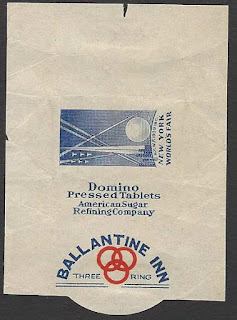 NEW YORK
WORLD'S FAIR
Domino
Pressed Tablets
American Sugar
Refining Company
BALLANTINE INN
THREE RING